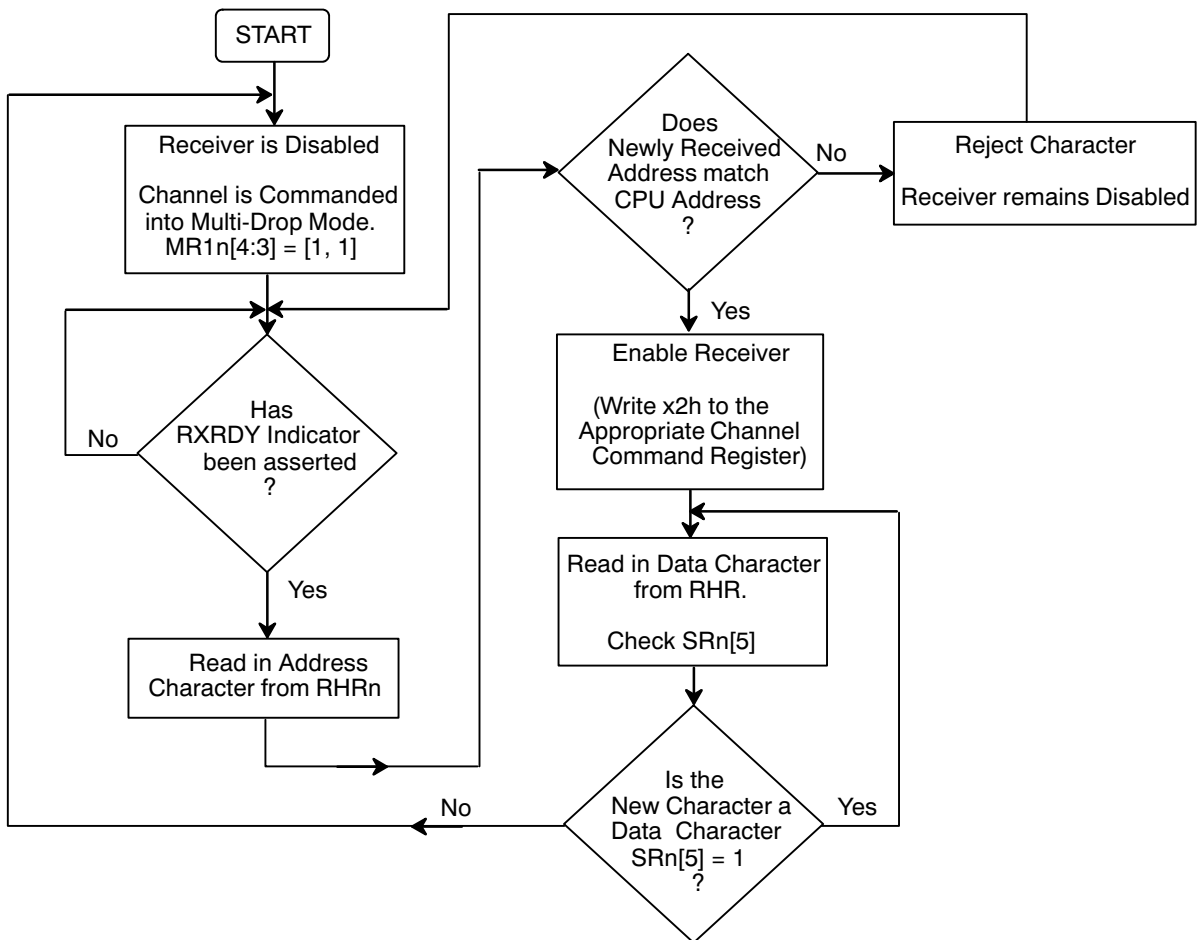 START
Receiver is Disabled
Channel is Commanded
into Multi-Drop Mode.
MR1n[4:3] = [1, 1]
Has
RXRDY Indicator
been asserted
?
No
Yes
Read in Address
Character from RHRn
Does
Newly Received
Address match
CPU Address
?
No
Reject Character
Receiver remains Disabled
Yes
Enable Receiver
(Write x2h to the
Appropriate Channel
Command Register)
Read in Data Character
from RHR.
Check SRn[5]
Is the
New Character a
Data Character
SRn[5] = 1
?
Yes
No